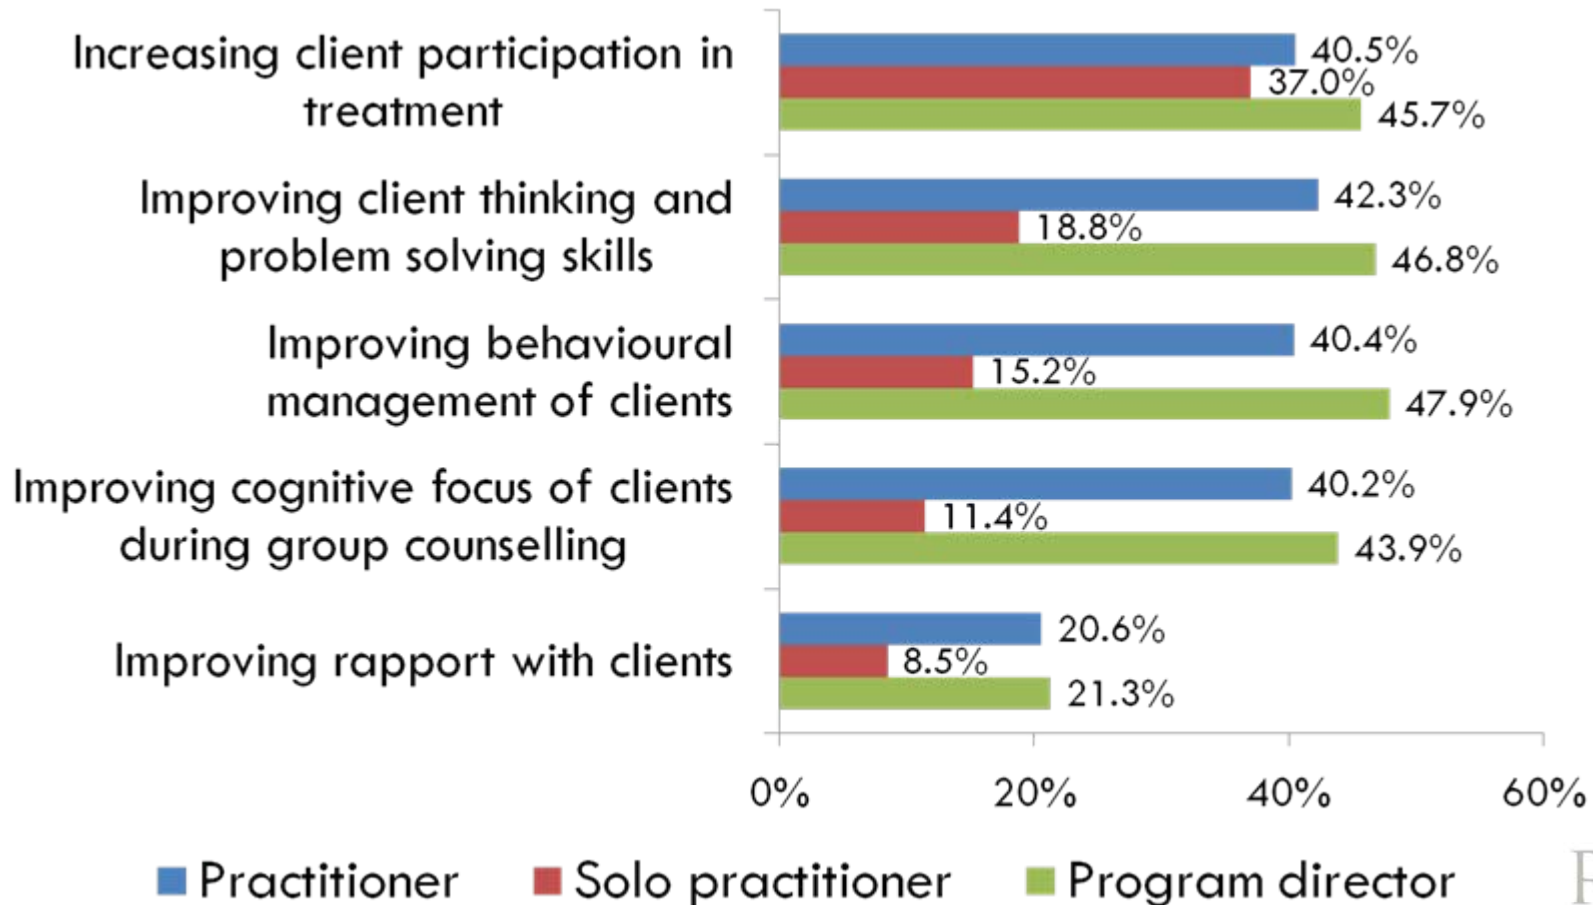 Increasing client participation in
treatment
40.5%
37.0%
45.7%
Improving client thinking and
problem solving skills
42.3%
18.8%
46.8%
Improving behavioural
management of clients
40.4%
15.2%
47.9%
Improving cognitive focus of clients
during group counselling
40.2%
11.4%
43.9%
Improving rapport with clients
20.6%
8.5%
21.3%
0% 20% 40% 60%
Practitioner Solo practitioner Program director